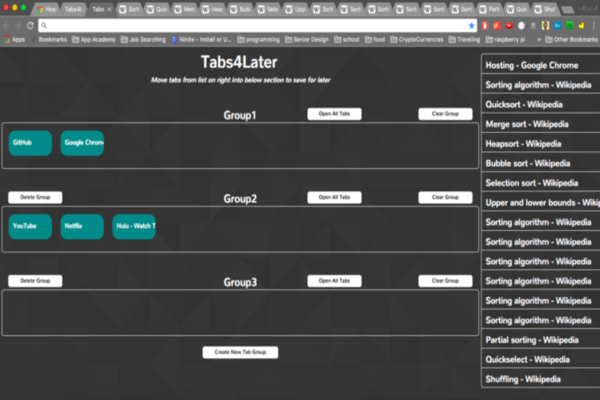 Hos Tabs4L Tabs Sort Quic Mer Hea Bub Sele Upp Sort Sort Sort Sort Part Quic Shuf
Apps Bookmarks App Academy Job Searching Ninite - Install or U... programming Senior Design school food CryptoCurrencies Traveling raspberry pi » Other Bookmarks
Tabs4Later
Move tabs from list on right into below section to save for later
Group1 Open All Tabs Clear Group
GitHub Google Chrom
Delete Group Group2 Open All Tabs Clear Group
YouTube Netflix Hulu - Watch T
Delete Group Group3 Open All Tabs Clear Group
Create New Tab Group
Hosting - Google Chrome
Sorting algorithm - Wikipedia
Quicksort - Wikipedia
Merge sort - Wikipedia
Heapsort - Wikipedia
Bubble sort - Wikipedia
Selection sort - Wikipedia
Upper and lower bounds - Wikip
Sorting algorithm - Wikipedia
Sorting algorithm - Wikipedia
Sorting algorithm - Wikipedia
Sorting algorithm - Wikipedia
Sorting algorithm - Wikipedia
Sorting algorithm - Wikipedia
Partial sorting - Wikipedia
Quickselect - Wikipedia
Shuffling - Wikipedia